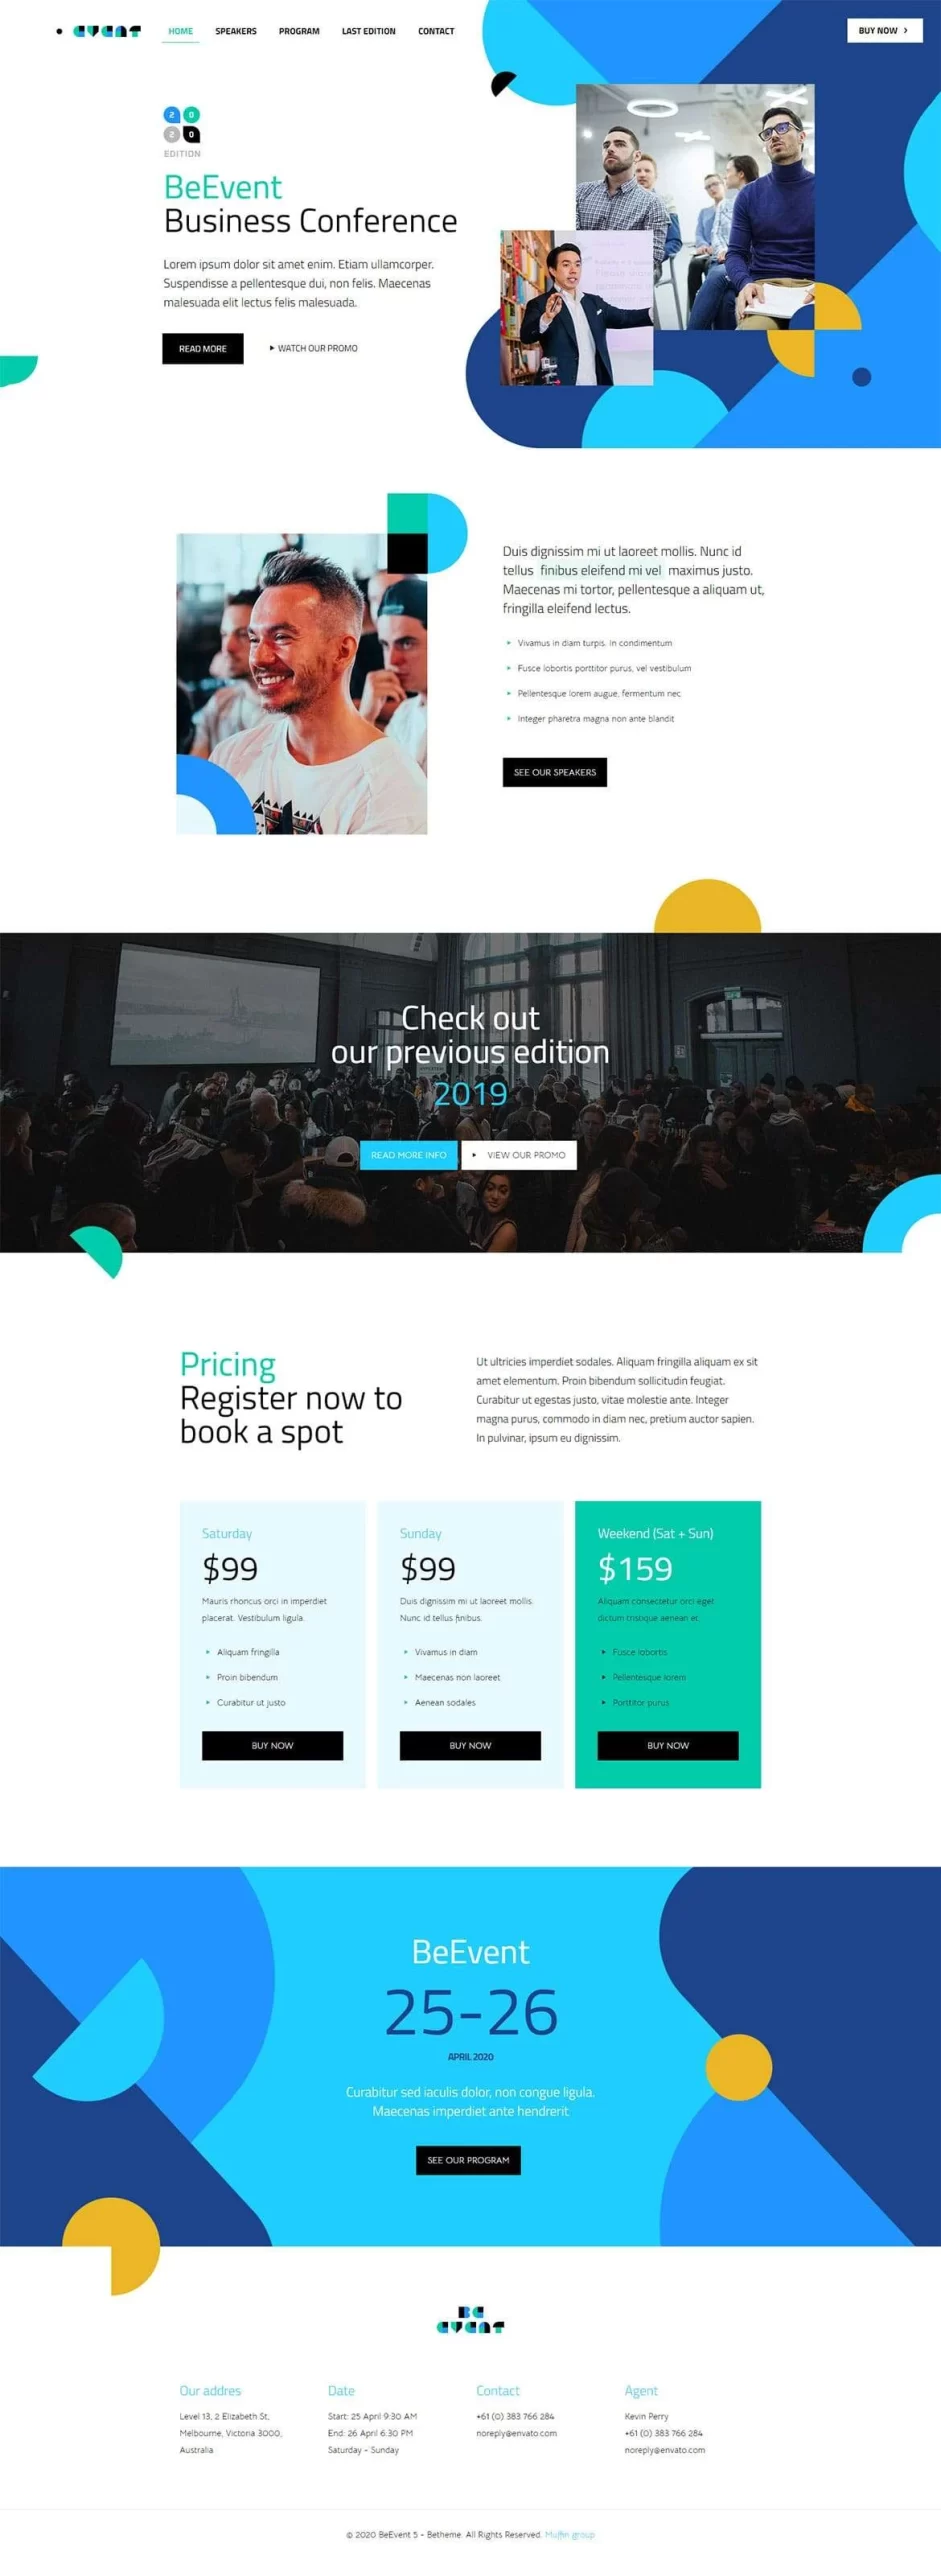 EVENT
HOME
SPEAKERS
PROGRAM
LAST EDITION
CONTACT
BUY NOW
2 0
2 0
EDITION
BeEvent
Business Conference
Lorem ipsum dolor sit amet enim. Etiam ullamcorper.
Suspendisse a pellentesque dui, non felis. Maecenas
malesuada elit lectus felis malesuada.
READ MORE
WATCH OUR PROMO
Duis dignissim mi ut laoreet mollis. Nunc id
tellus finibus eleifend mi vel maximus justo.
Maecenas mi tortor, pellentesque a aliquam ut,
fringilla eleifend lectus.
Vivamus in diam turpis. In condimentum
Fusce lobortis porttitor purus, vel vestibulum
Pellentesque lorem augue, fermentum nec
Integer pharetra magna non ante blandit
SEE OUR SPEAKERS
Check out
our previous edition
2019
READ MORE INFO
VIEW OUR PROMO
Pricing
Register now to
book a spot
Ut ultricies imperdiet sodales. Aliquam fringilla aliquam ex sit
amet elementum. Proin bibendum sollicitudin feugiat.
Curabitur ut egestas justo, vitae molestie ante. Integer
magna purus, commodo in diam nec, pretium auctor sapien.
In pulvinar, ipsum eu dignissim.
Saturday
$99
Mauris rhoncus orci in imperdiet
placerat. Vestibulum ligula
Aliquam fringilla
Proin bibendum
Curabitur ut justo
BUY NOW
Sunday
$99
Duis dignissim mi ut laoreet mollis.
Nunc id tellus finibus.
Vivamus in diam
Maecenas non laoreet
Aenean sodales
BUY NOW
Weekend (Sat + Sun)
$159
Aliquam consectetur orci eget
dictum tristique aenean et
Fusce lobortis
Pellentesque lorem
Porttitor purus
BUY NOW
BeEvent
25-26
APRIL 2020
Curabitur sed iaculis dolor, non congue ligula.
Maecenas imperdiet ante hendrerit
SEE OUR PROGRAM
BE
EVENT
Our addres
Level 13, 2 Elizabeth St,
Melbourne, Victoria 3000,
Australia
Date
Start: 25 April 9:30 AM
End: 26 April 6:30 PM
Saturday - Sunday
Contact
+61 (0) 383 766 284
noreply@envato.com
Agent
Kevin Perry
+61 (0) 383 766 284
noreply@envato.com
© 2020 BeEvent 5 - Betheme. All Rights Reserved. Muffin group